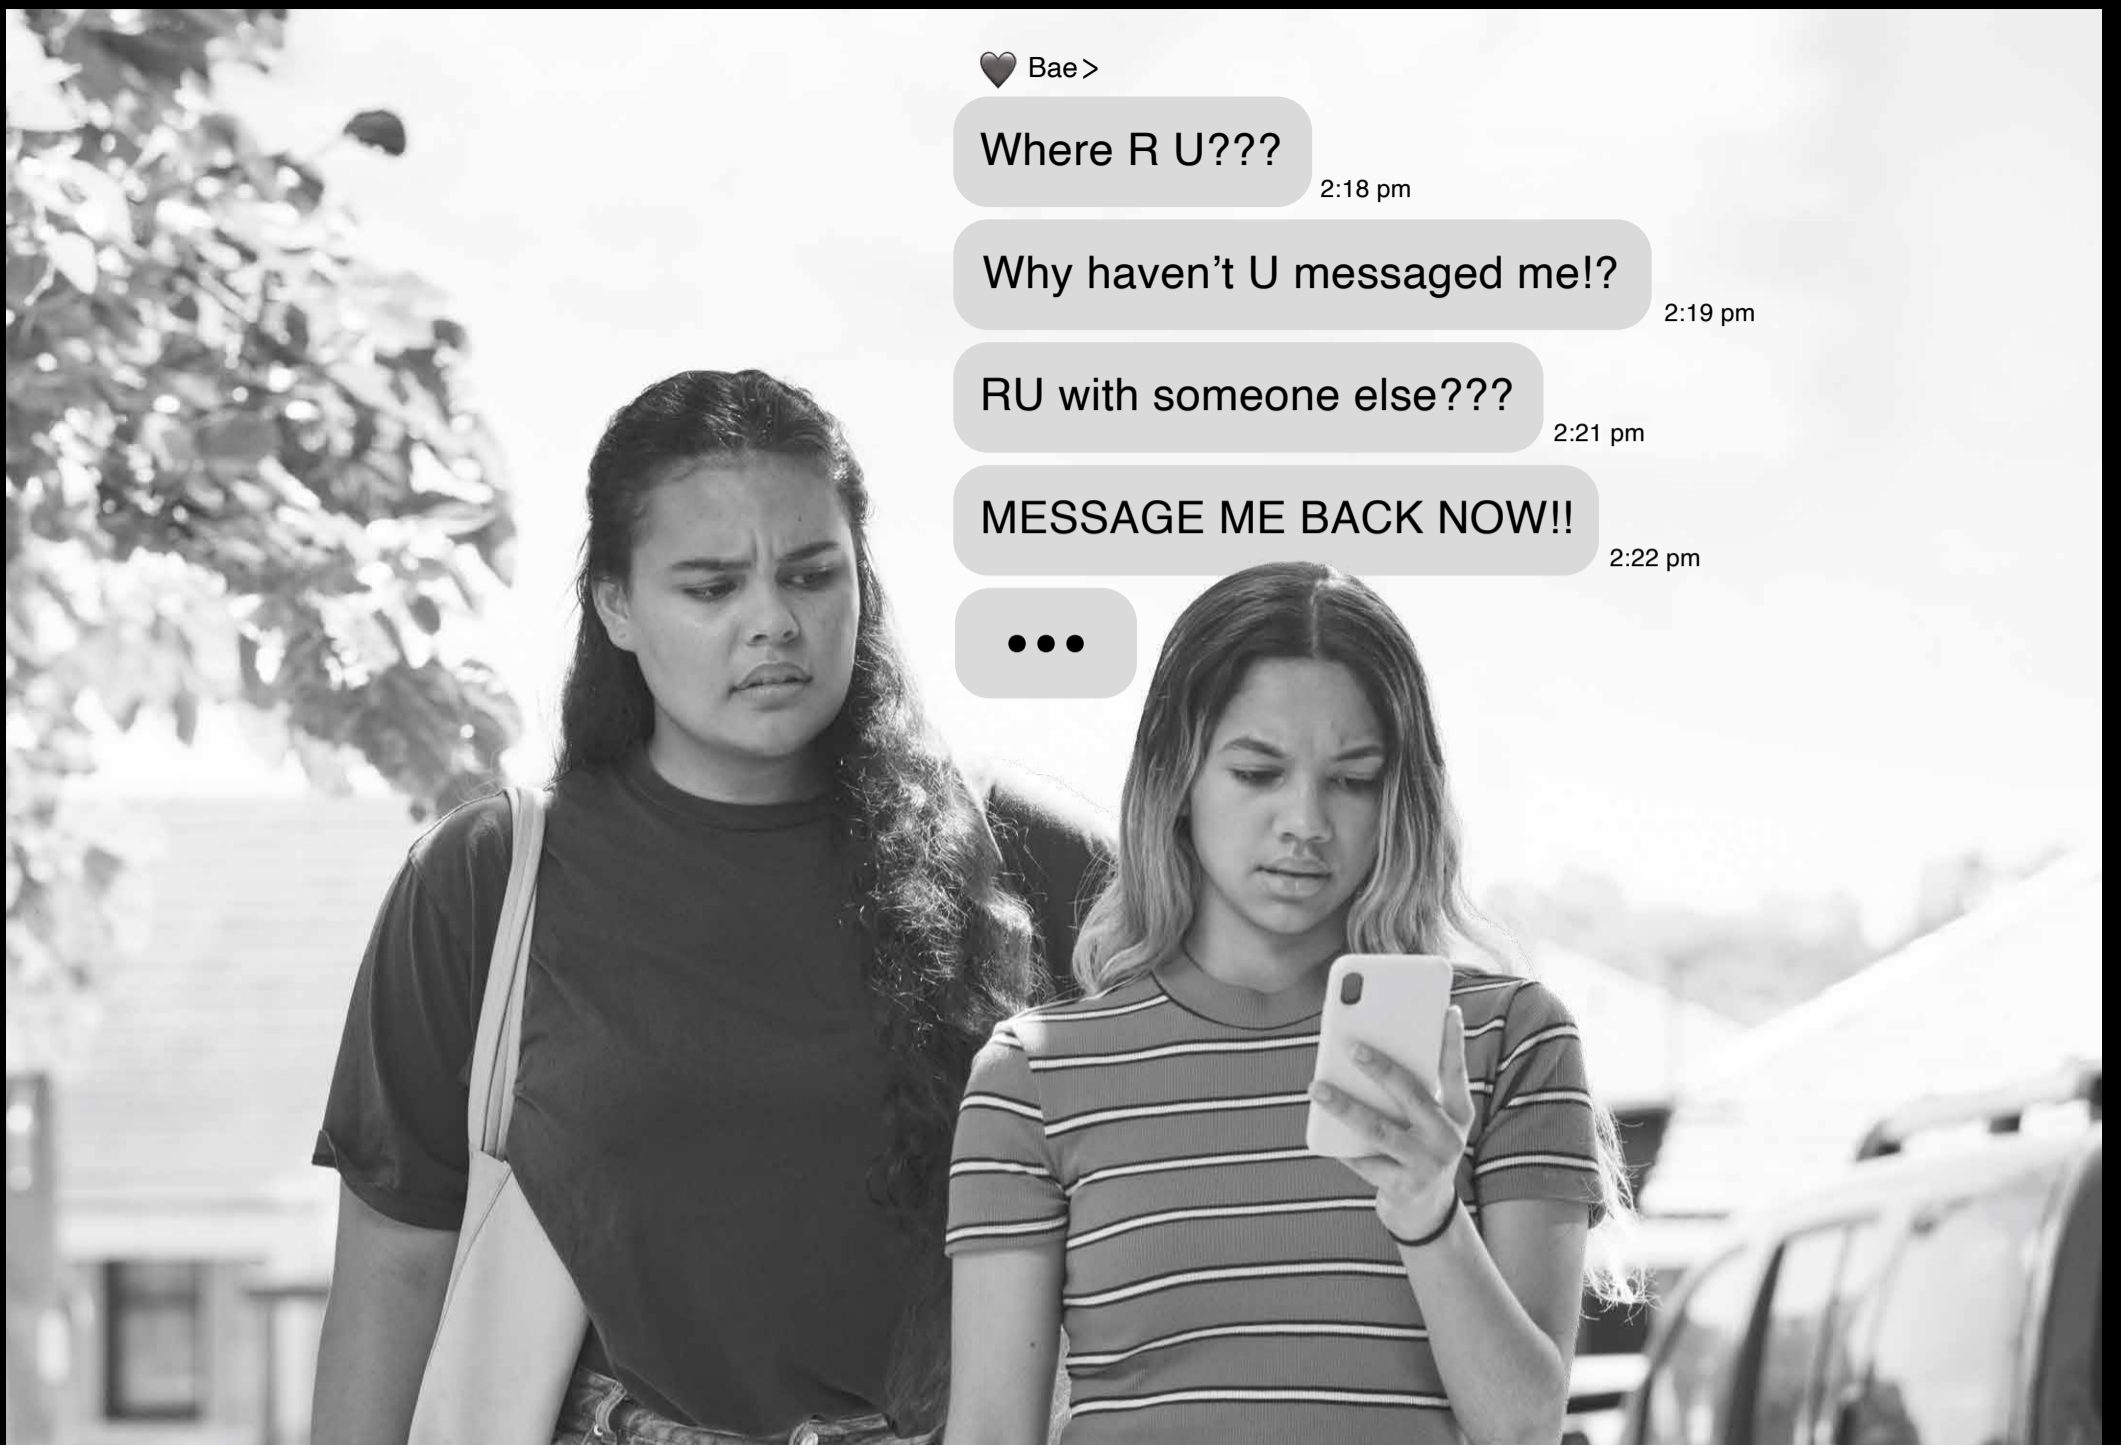 🖤 Bae>
Where R U???
2:18 pm
Why haven’t U messaged me!?
2:19 pm
RU with someone else???
2:21 pm
MESSAGE ME BACK NOW!!
2:22 pm
•••